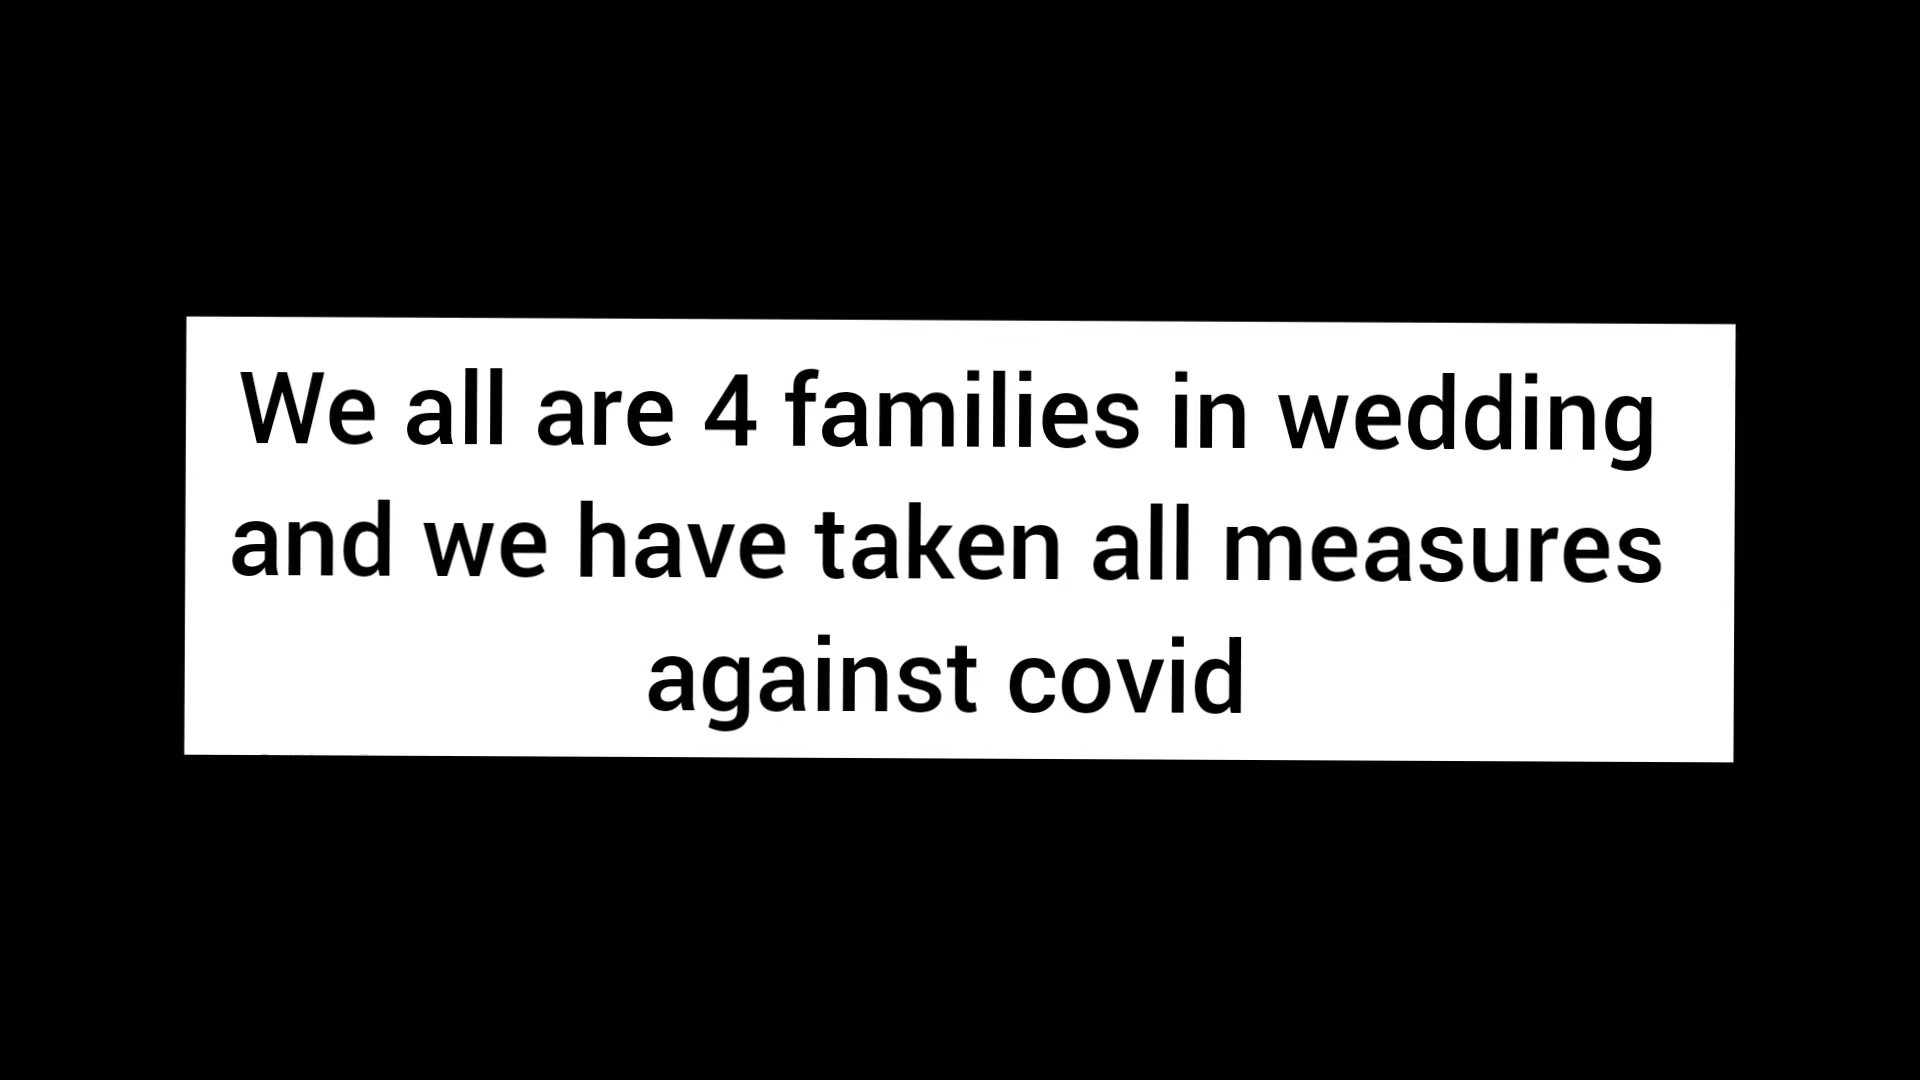 We all are 4 families in wedding
and we have taken all measures
against covid